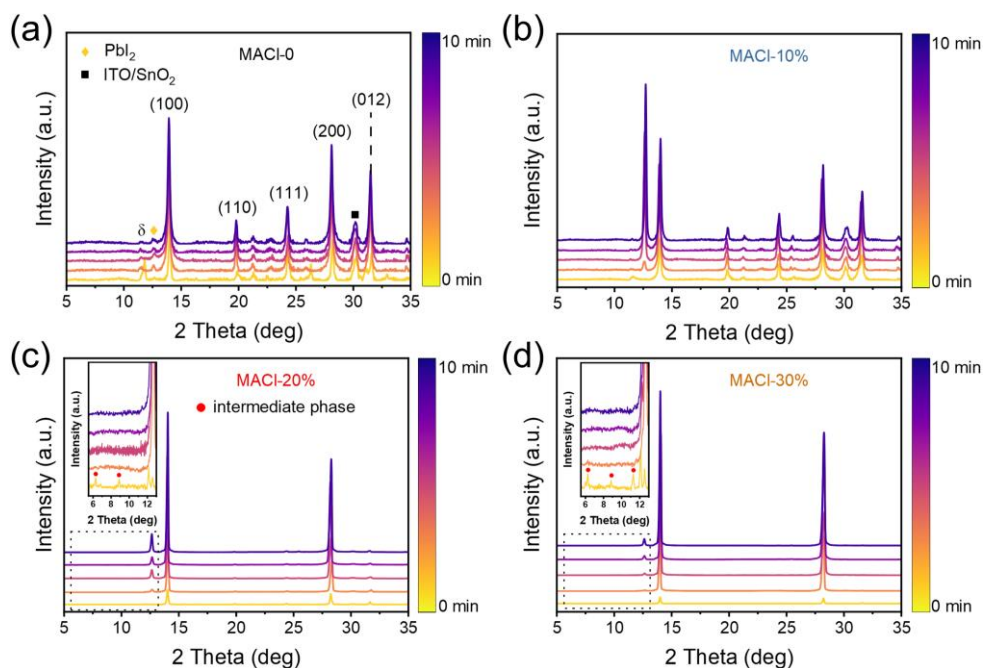 (a)
MACl-0
PbI₂
ITO/SnO₂
(100)
(110)
(111)
(200)
(012)
δ
Intensity (a.u.)
5 10 15 20 25 30 35
2 Theta (deg)
10 min
0 min
(b)
MACl-10%
Intensity (a.u.)
5 10 15 20 25 30 35
2 Theta (deg)
10 min
0 min
(c)
MACl-20%
intermediate phase
Intensity (a.u.)
6 8 10 12
2 Theta (deg)
Intensity (a.u.)
5 10 15 20 25 30 35
2 Theta (deg)
10 min
0 min
(d)
MACl-30%
Intensity (a.u.)
6 8 10 12
2 Theta (deg)
Intensity (a.u.)
5 10 15 20 25 30 35
2 Theta (deg)
10 min
0 min